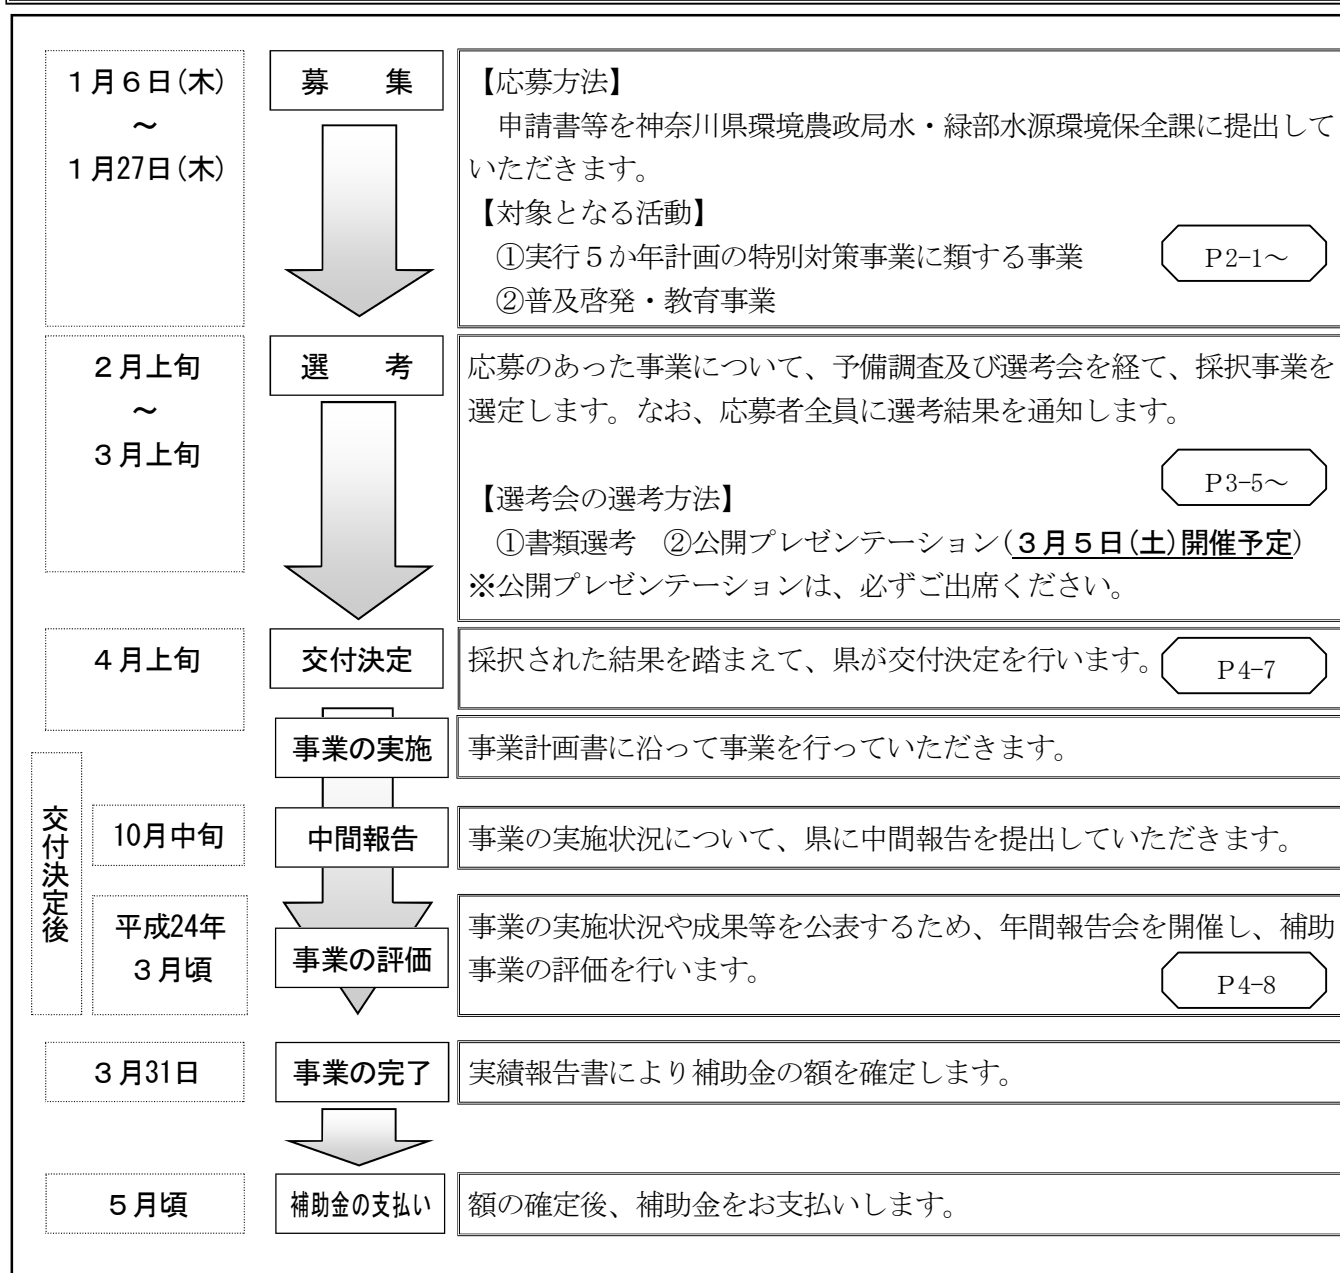 1月6日(木)
～
1月27日(木)
募　集
【応募方法】
　申請書等を神奈川県環境農政局水・緑部水源環境保全課に提出して
いただきます。
【対象となる活動】
　①実行５か年計画の特別対策事業に類する事業
P2-1～
　②普及啓発・教育事業
２月上旬
～
３月上旬
選　考
応募のあった事業について、予備調査及び選考会を経て、採択事業を
選定します。なお、応募者全員に選考結果を通知します。
P3-5～
【選考会の選考方法】
　①書類選考　②公開プレゼンテーション(３月５日(土)開催予定)
※公開プレゼンテーションは、必ずご出席ください。
４月上旬
交付決定
採択された結果を踏まえて、県が交付決定を行います。
P4-7
交付決定後
事業の実施
事業計画書に沿って事業を行っていただきます。
10月中旬
中間報告
事業の実施状況について、県に中間報告を提出していただきます。
平成24年
３月頃
事業の評価
事業の実施状況や成果等を公表するため、年間報告会を開催し、補助
事業の評価を行います。
P4-8
３月31日
事業の完了
実績報告書により補助金の額を確定します。
５月頃
補助金の支払い
額の確定後、補助金をお支払いします。